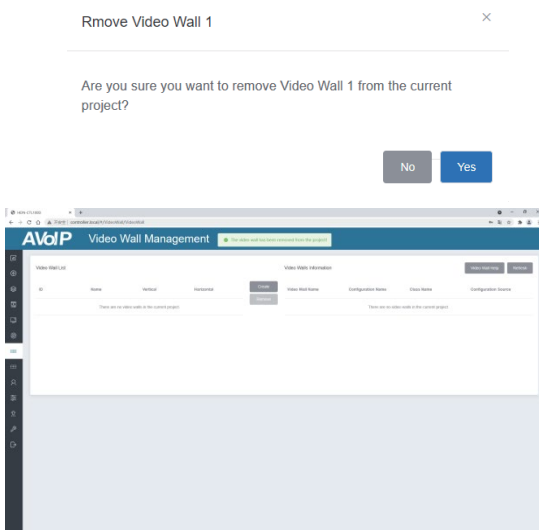 Rmove Video Wall 1
Are you sure you want to remove Video Wall 1 from the current
project?
No
Yes
AVoIP
Video Wall Management
The video wall has been removed from the project
Video Wall List
Video Walls Information
Video Wall Help
Refresh
ID
Name
Vertical
Horizontal
Create
Remove
Video Wall Name
Configuration Name
Class Name
Configuration Source
There are no video walls in the current project
There are no video walls in the current project